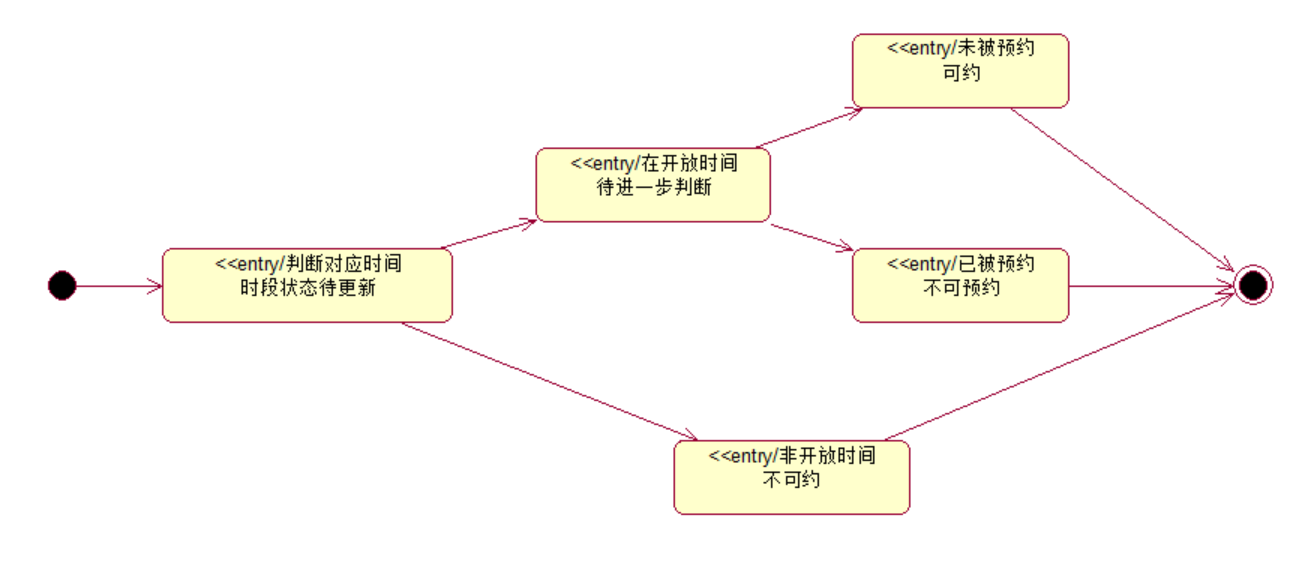 <<entry/未被预约
可约
<<entry/在开放时间
待进一步判断
<<entry/判断对应时间
时段状态待更新
<<entry/已被预约
不可预约
<<entry/非开放时间
不可约